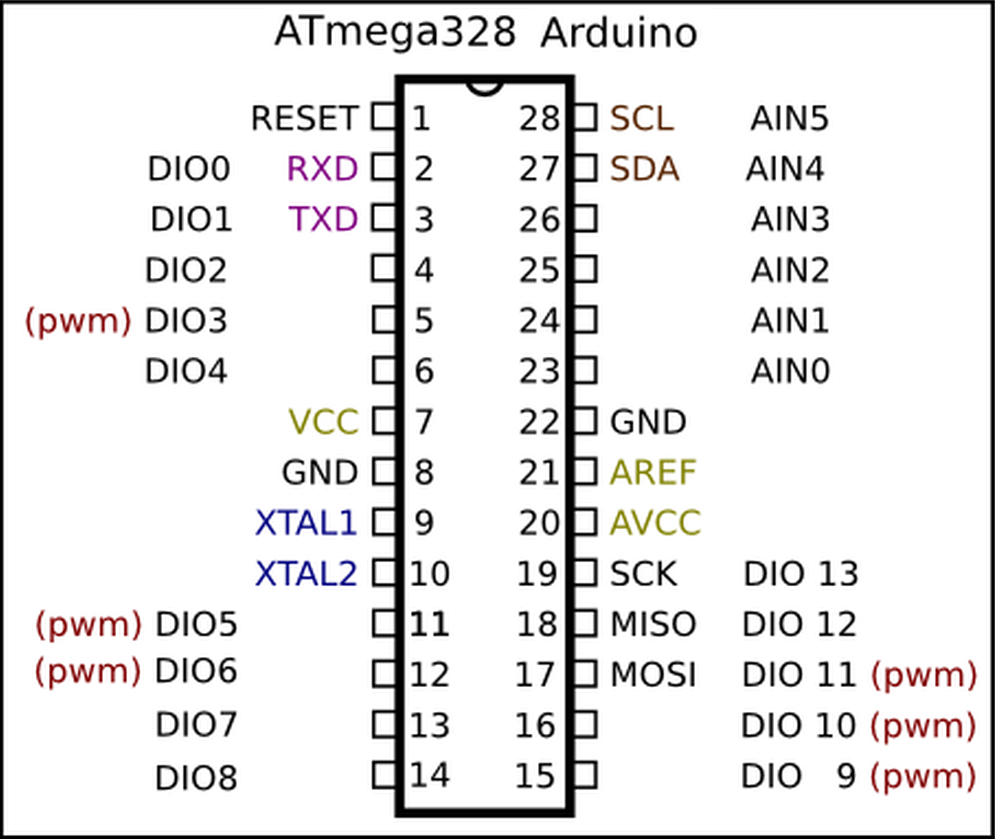 ATmega328 Arduino
RESET 1 28 SCL AIN5
DIO0 RXD 2 27 SDA AIN4
DIO1 TXD 3 26 AIN3
DIO2 4 25 AIN2
(pwm) DIO3 5 24 AIN1
DIO4 6 23 AIN0
VCC 7 22 GND
GND 8 21 AREF
XTAL1 9 20 AVCC
XTAL2 10 19 SCK DIO 13
(pwm) DIO5 11 18 MISO DIO 12
(pwm) DIO6 12 17 MOSI DIO 11 (pwm)
DIO7 13 16 DIO 10 (pwm)
DIO8 14 15 DIO 9 (pwm)